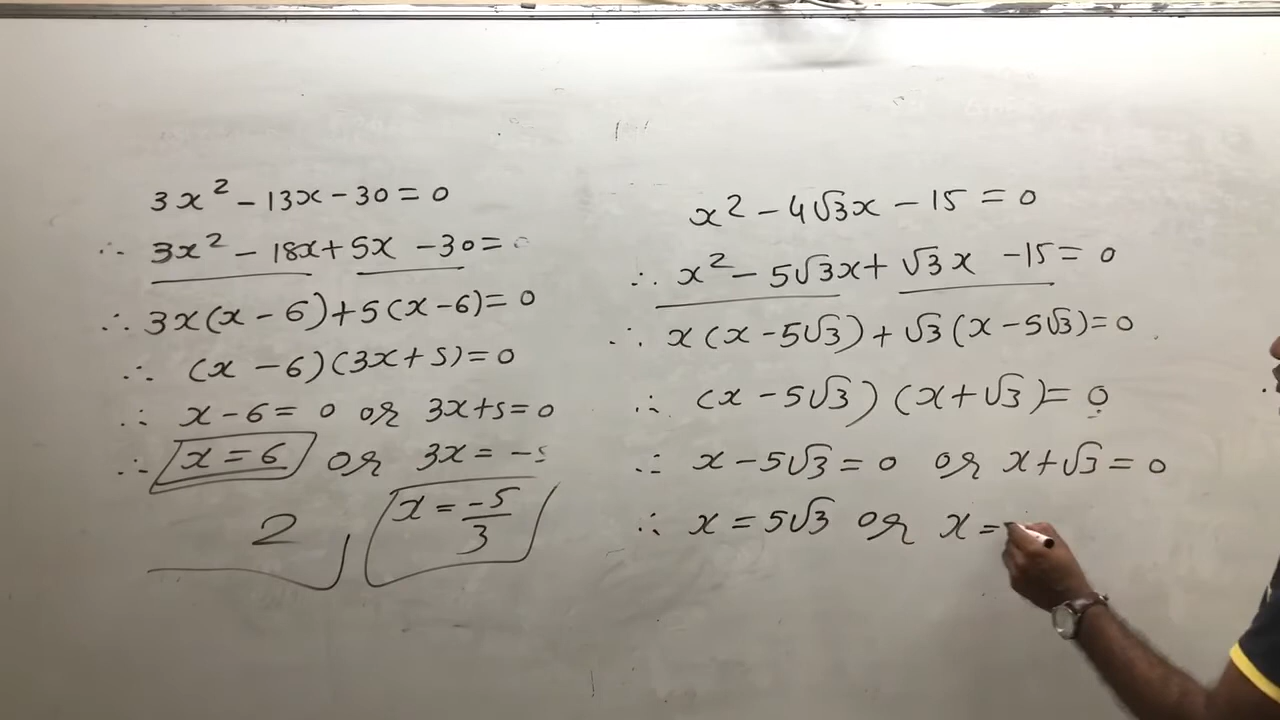 3x² - 13x - 30 = 0
∴ 3x² - 18x + 5x - 30 = 0
∴ 3x(x - 6) + 5(x - 6) = 0
∴ (x - 6)(3x + 5) = 0
∴ x - 6 = 0 or 3x + 5 = 0
∴ x = 6 or 3x = -5
x = -5/3
2
x² - 4√3x - 15 = 0
∴ x² - 5√3x + √3x - 15 = 0
∴ x(x - 5√3) + √3(x - 5√3) = 0
∴ (x - 5√3)(x + √3) = 0
∴ x - 5√3 = 0 or x + √3 = 0
∴ x = 5√3 or x =